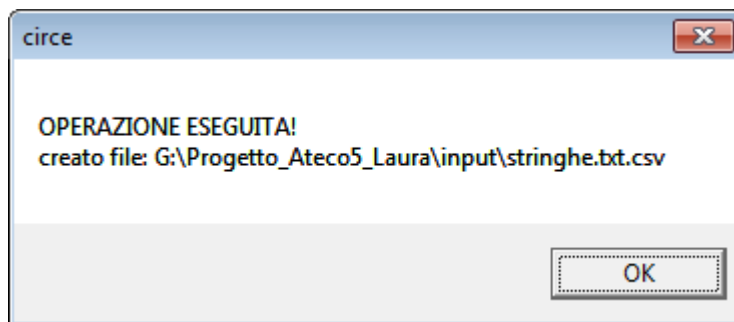 circe
OPERAZIONE ESEGUITA!
creato file: G:\Progetto_Ateco5_Laura\input\stringhe.txt.csv
OK